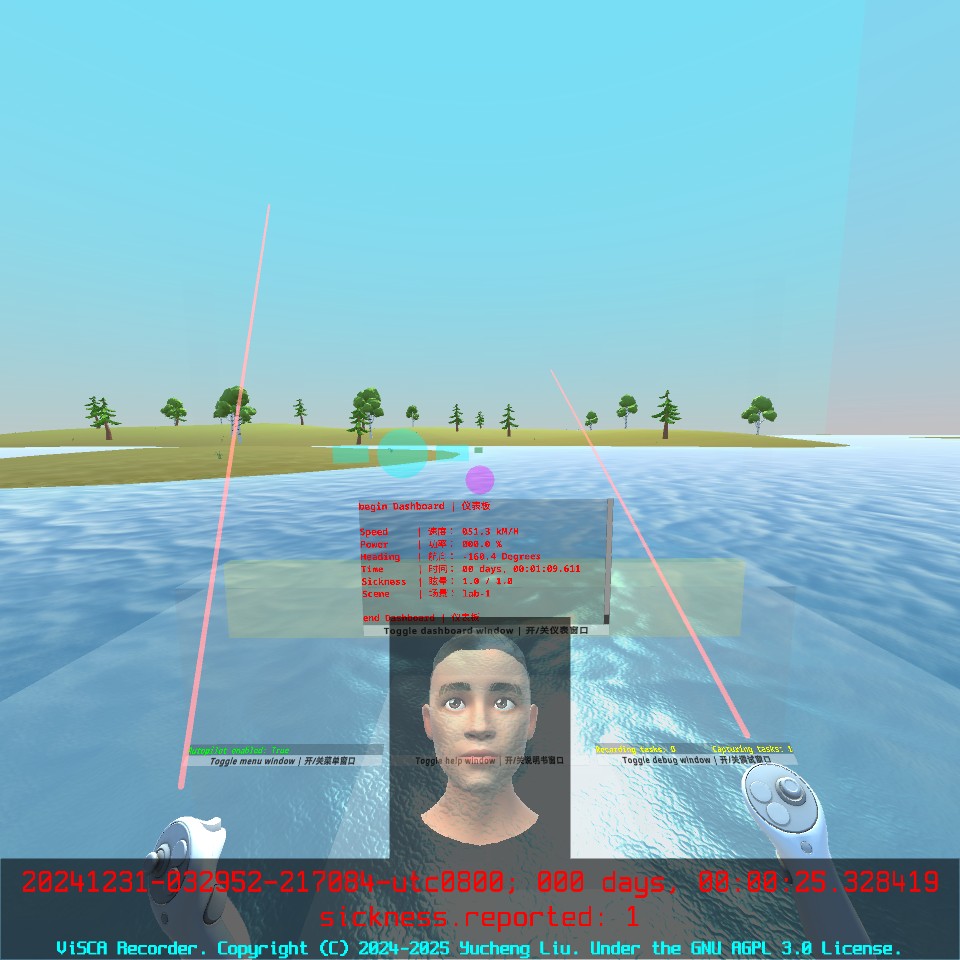 begin Dashboard | 仪表板
Speed | 速度： 051.3 kM/H
Power | 功率： 000.0 %
Heading | 航向： -160.4 Degrees
Time | 时间： 00 days, 00:01:09.611
Sickness | 眩晕： 1.0 / 1.0
Scene | 场景： lab-1
end Dashboard | 仪表板
Toggle dashboard window | 开/关仪表窗口
Autopilot enabled: True
Recording tasks: 0 Capturing tasks: 1
Toggle menu window | 开/关菜单窗口
Toggle help window | 开/关说明书窗口
Toggle debug window | 开/关调试窗口
20241231-032952-217084-utc0800; 000 days, 00:00:25.328419
sickness.reported: 1
ViSCA Recorder. Copyright (C) 2024-2025 Yucheng Liu. Under the GNU AGPL 3.0 License.